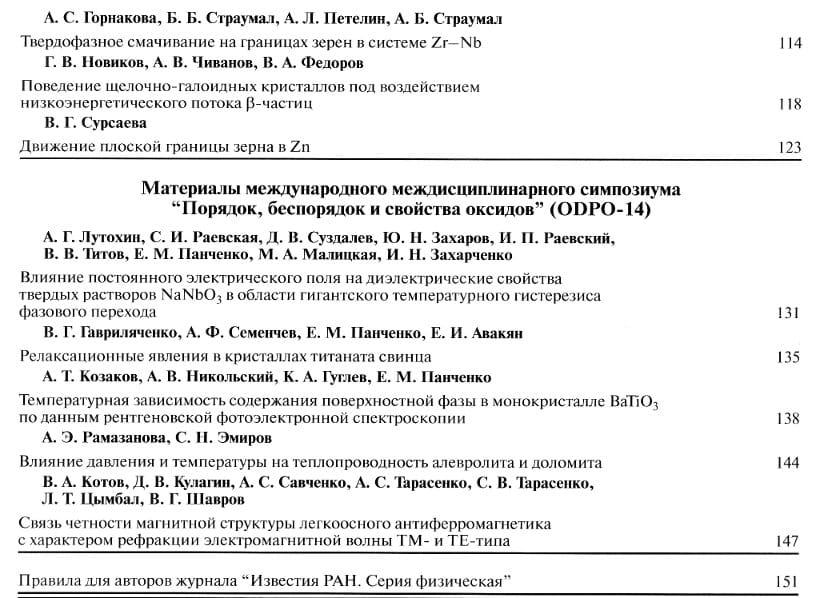 А. С. Горнакова, Б. Б. Страумал, А. Л. Петелин, А. Б. Страумал
Твердофазное смачивание на границах зерен в системе Zr–Nb 114
Г. В. Новиков, А. В. Чиванов, В. А. Федоров
Поведение щелочно-галоидных кристаллов под воздействием
низкоэнергетического потока β-частиц 118
В. Г. Сурсаева
Движение плоской границы зерна в Zn 123
Материалы международного междисциплинарного симпозиума
“Порядок, беспорядок и свойства оксидов” (ODPO-14)
А. Г. Лутохин, С. И. Раевская, Д. В. Суздалев, Ю. Н. Захаров, И. П. Раевский,
В. В. Титов, Е. М. Панченко, М. А. Малицкая, И. Н. Захарченко
Влияние постоянного электрического поля на диэлектрические свойства
твердых растворов NaNbO3 в области гигантского температурного гистерезиса
фазового перехода 131
В. Г. Гавриляченко, А. Ф. Семенчев, Е. М. Панченко, Е. И. Авакян
Релаксационные явления в кристаллах титаната свинца 135
А. Т. Козаков, А. В. Никольский, К. А. Гуглев, Е. М. Панченко
Температурная зависимость содержания поверхностной фазы в монокристалле BaTiO3
по данным рентгеновской фотоэлектронной спектроскопии 138
А. Э. Рамазанова, С. Н. Эмиров
Влияние давления и температуры на теплопроводность алевролита и доломита 144
В. А. Котов, Д. В. Кулагин, А. С. Савченко, А. С. Тарасенко, С. В. Тарасенко,
Л. Т. Цымбал, В. Г. Шавров
Связь четности магнитной структуры легкоосного антиферромагнетика
с характером рефракции электромагнитной волны ТМ- и ТЕ-типа 147
Правила для авторов журнала “Известия РАН. Серия физическая” 151